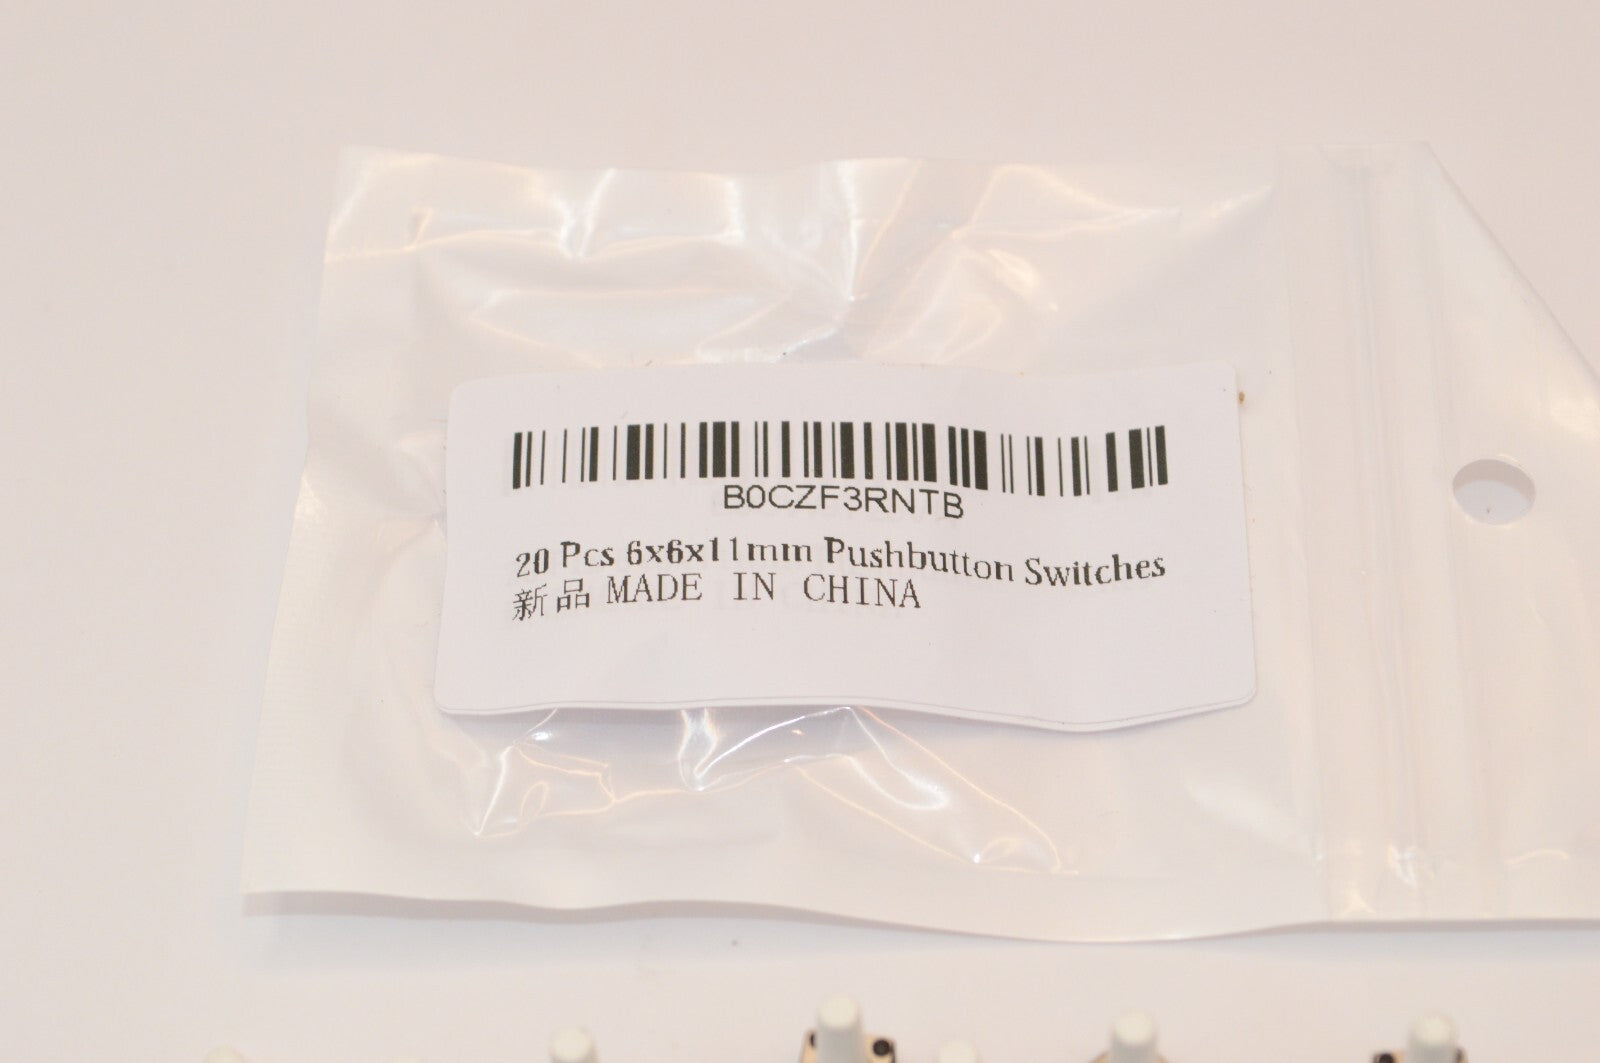 B0CZF3RNTB
20 Pcs 6x6x11mm Pushbutton Switches
新品 MADE IN CHINA